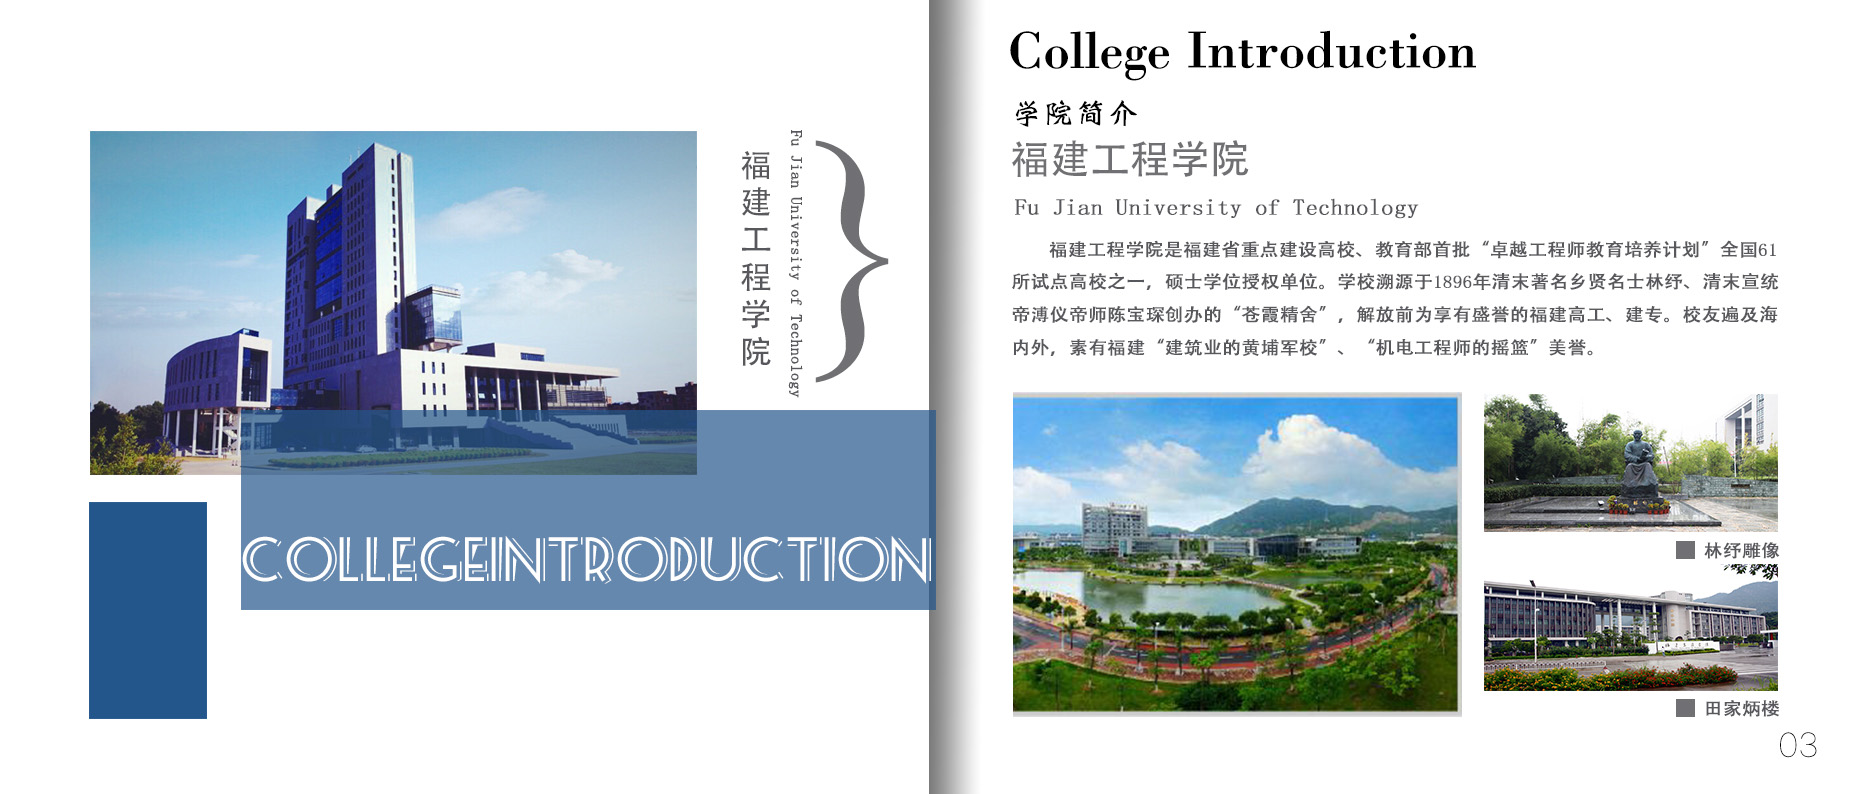 福建工程学院
Fu Jian University of Technology
COLLEGEINTRODUCTION
College Introduction
学院简介
福建工程学院
Fu Jian University of Technology
福建工程学院是福建省重点建设高校、教育部首批“卓越工程师教育培养计划”全国61
所试点高校之一，硕士学位授权单位。学校溯源于1896年清末著名乡贤名士林纾、清末宣统
帝溥仪帝师陈宝琛创办的“苍霞精舍”，解放前为享有盛誉的福建高工、建专。校友遍及海
内外，素有福建“建筑业的黄埔军校”、“机电工程师的摇篮”美誉。
林纾雕像
田家炳楼
03